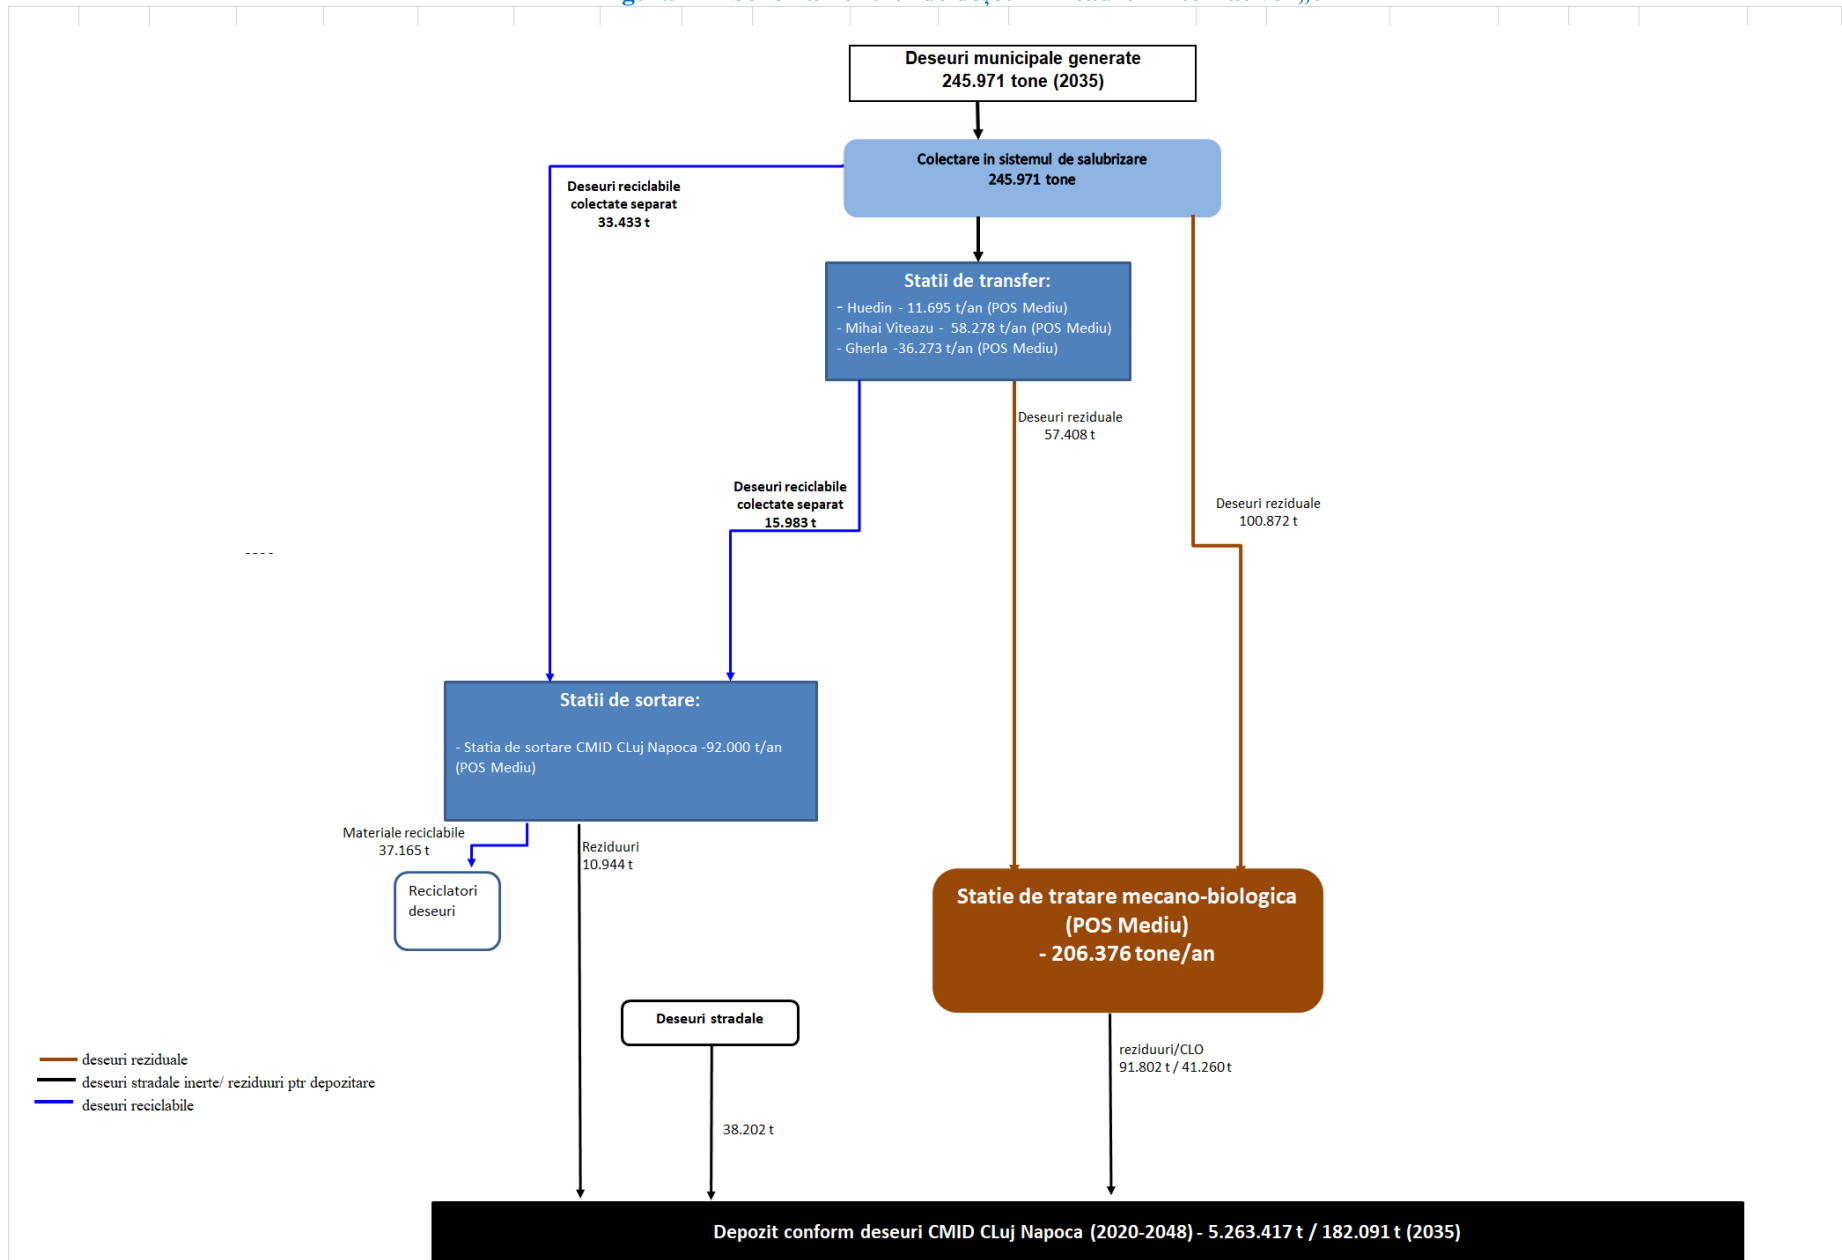 Deseuri municipale generate
245.971 tone (2035)
Colectare in sistemul de salubrizare
245.971 tone
Deseuri reciclabile
colectate separat
33.433 t
Statii de transfer:
- Huedin - 11.695 t/an (POS Mediu)
- Mihai Viteazu - 58.278 t/an (POS Mediu)
- Gherla -36.273 t/an (POS Mediu)
Deseuri reziduale
57.408 t
Deseuri reciclabile
colectate separat
15.983 t
Deseuri reziduale
100.872 t
----
Statii de sortare:
- Statia de sortare CMID CLuj Napoca -92.000 t/an
(POS Mediu)
Materiale reciclabile
37.165 t
Reziduuri
10.944 t
Reciclatori
deseuri
Statie de tratare mecano-biologica
(POS Mediu)
- 206.376 tone/an
Deseuri stradale
reziduuri/CLO
91.802 t / 41.260 t
deseuri reziduale
deseuri stradale inerte/ reziduuri ptr depozitare
deseuri reciclabile
38.202 t
Depozit conform deseuri CMID CLuj Napoca (2020-2048) - 5.263.417 t / 182.091 t (2035)